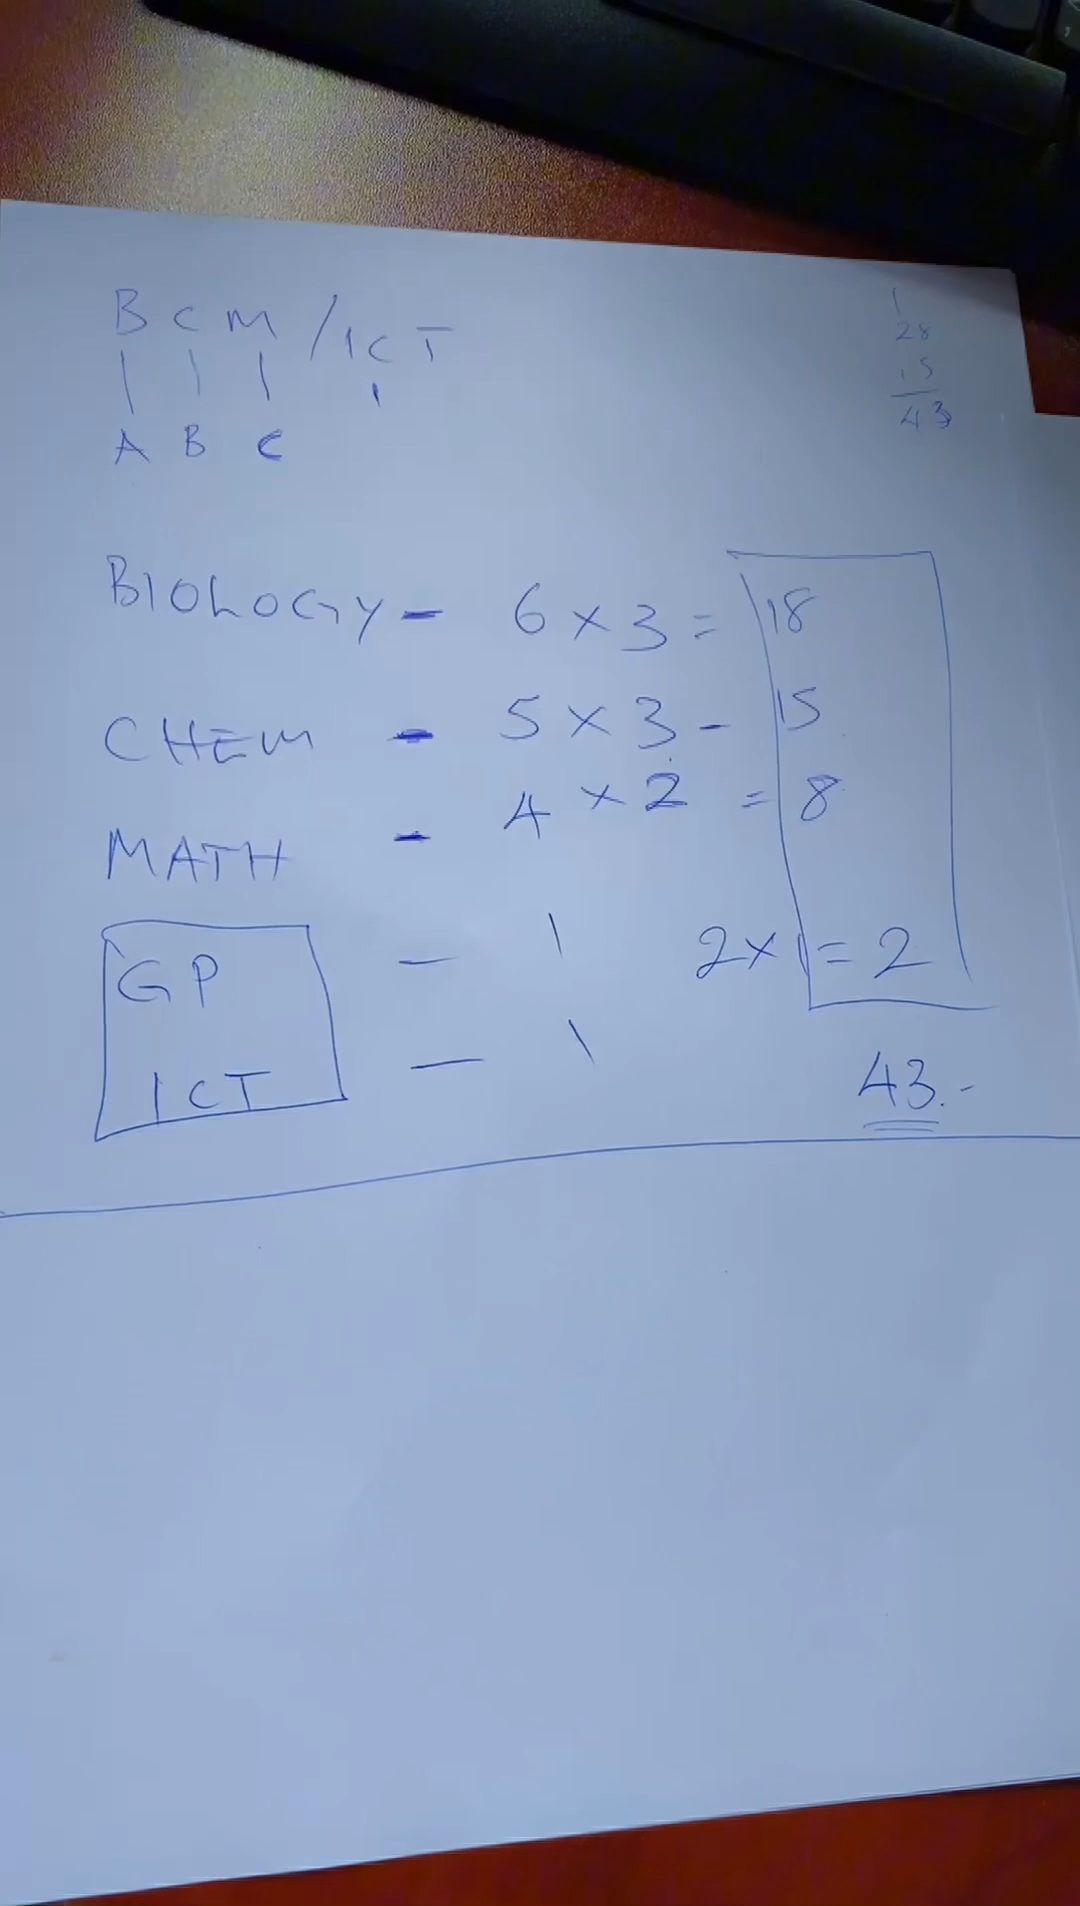 B C M / ICT
A B C
1
28
15
43
BIOLOGY - 6 x 3 = 18
CHEM - 5 x 3 - 15
MATH - 4 x 2 = 8
GP - 1 2 x 1 = 2
ICT - 1
43.-